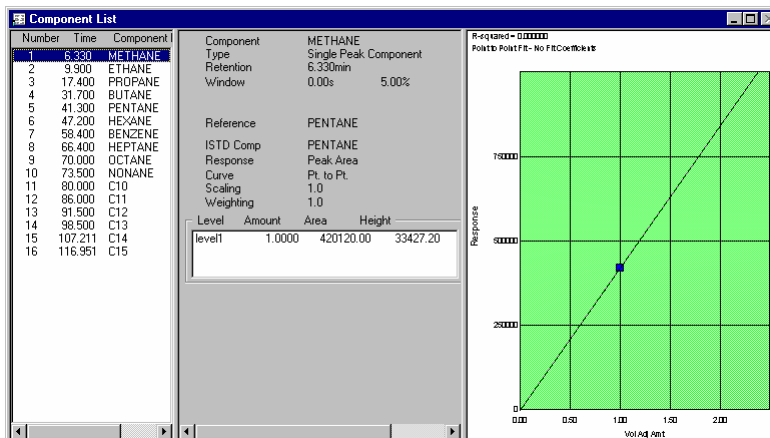 Component List
Number Time Component
1 6.330 METHANE
2 9.900 ETHANE
3 17.400 PROPANE
4 31.700 BUTANE
5 41.300 PENTANE
6 47.200 HEXANE
7 58.400 BENZENE
8 66.400 HEPTANE
9 70.000 OCTANE
10 73.500 NONANE
11 80.000 C10
12 86.000 C11
13 91.500 C12
14 98.500 C13
15 107.211 C14
16 116.951 C15
Component METHANE
Type Single Peak Component
Retention 6.330min
Window 0.00s 5.00%
Reference PENTANE
ISTD Comp PENTANE
Response Peak Area
Curve Pt. to Pt.
Scaling 1.0
Weighting 1.0
Level Amount Area Height
level1 1.0000 420120.00 33427.20
R-squared = 0.000000
Point to Point Fit - No Fit Coefficients
Response
750000
500000
250000
0
0.00 0.50 1.00 1.50 2.00
Vol Adj Amt